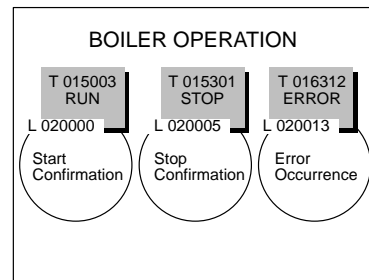 BOILER OPERATION
T 015003
RUN
T 015301
STOP
T 016312
ERROR
L 020000
L 020005
L 020013
Start
Confirmation
Stop
Confirmation
Error
Occurrence